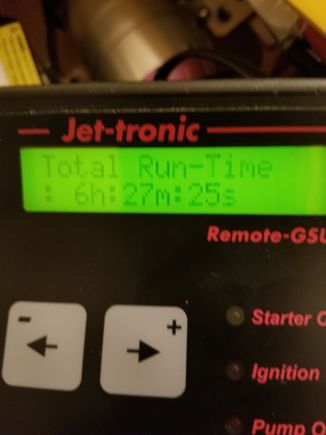 Jet-tronic
Total Run-Time
: 6h:27m:25s
Remote-GSU
- +
Starter O
Ignition
Pump O